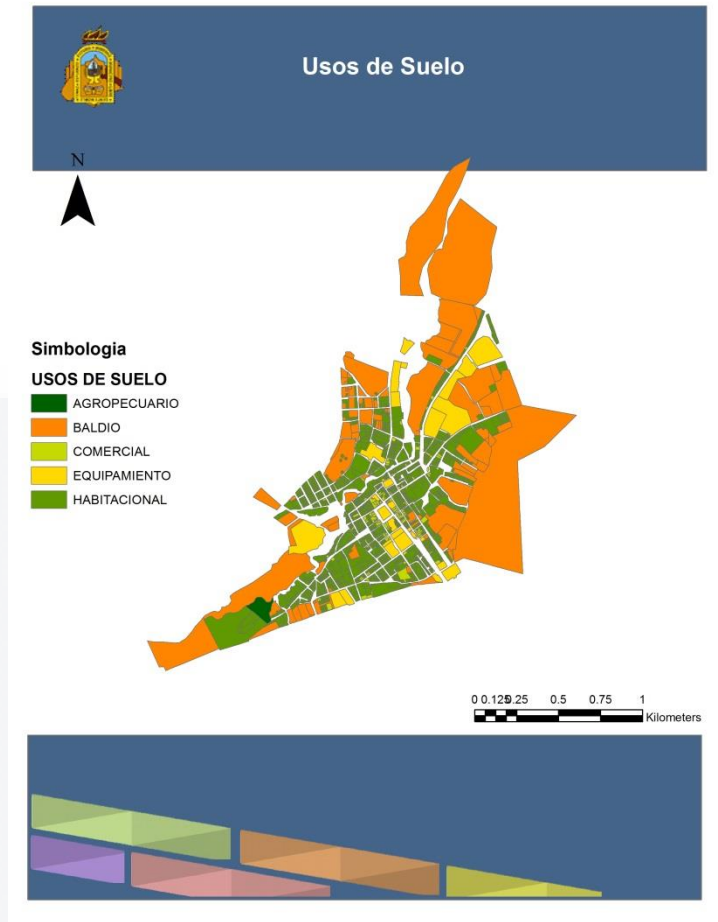 Usos de Suelo
N
Simbologia
USOS DE SUELO
AGROPECUARIO
BALDIO
COMERCIAL
EQUIPAMIENTO
HABITACIONAL
0 0.125 0.25 0.5 0.75 1
Kilometers